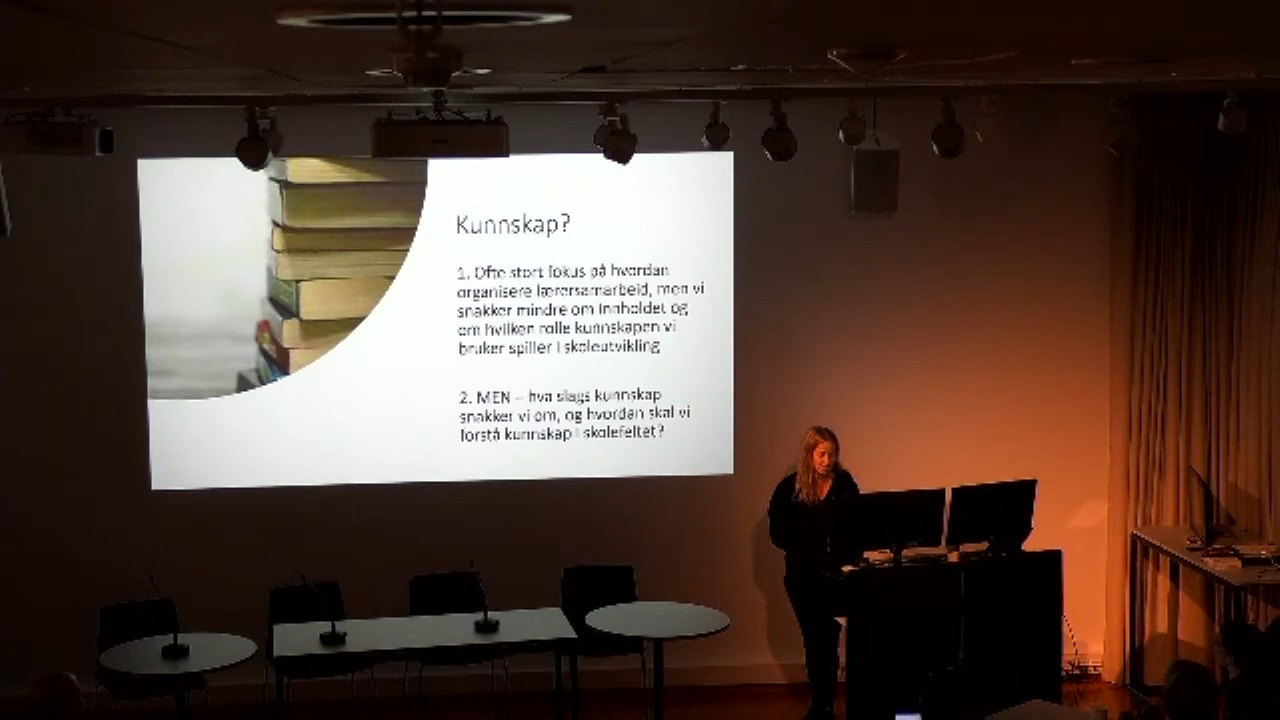 Kunnskap?
1. Ofte stort fokus på hvordan
organisere lærersamarbeid, men vi
snakker mindre om innholdet og
om hvilken rolle kunnskapen vi
bruker spiller i skoleutvikling
2. MEN – hva slags kunnskap
snakker vi om, og hvordan skal vi
forstå kunnskap i skolefeltet?